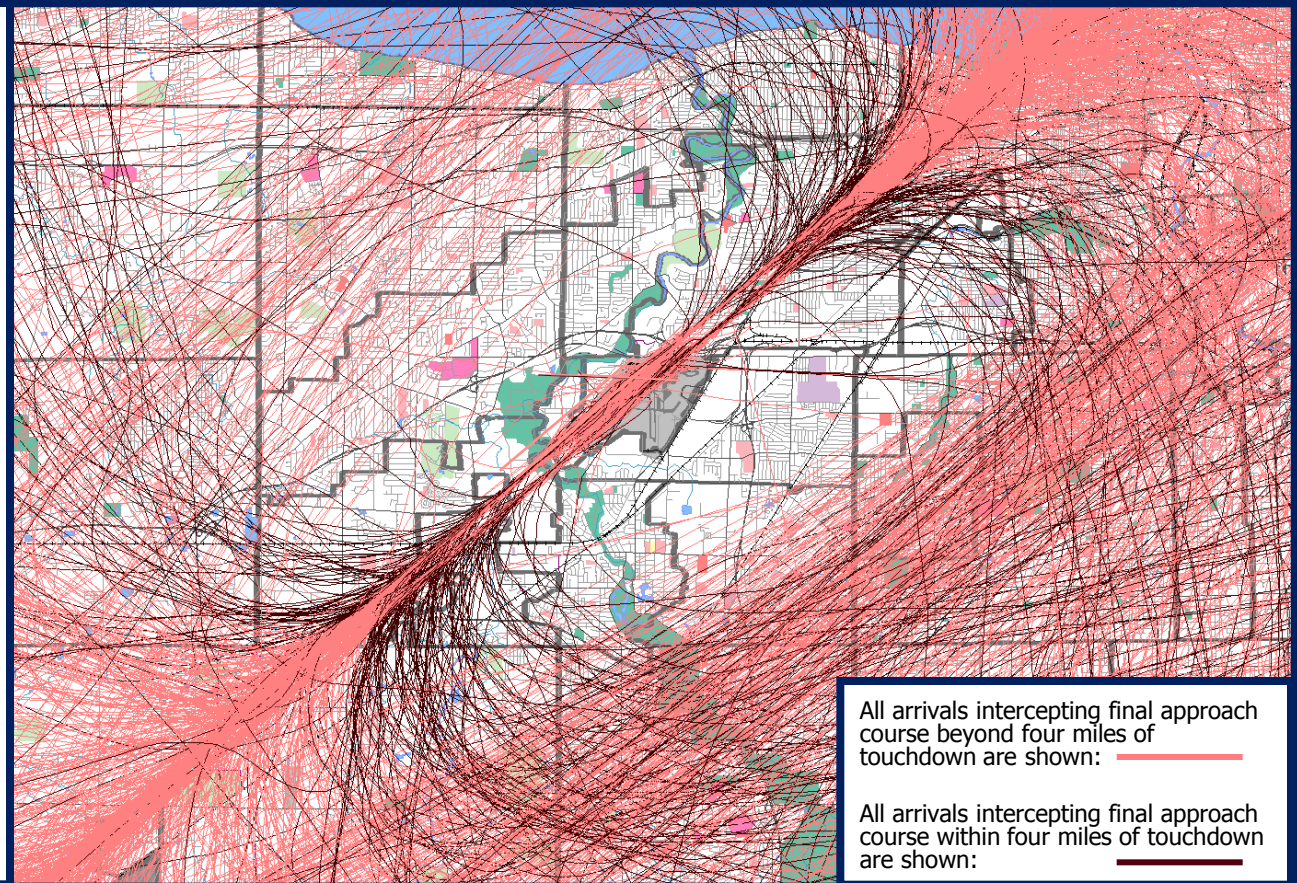 All arrivals intercepting final approach
course beyond four miles of
touchdown are shown:
All arrivals intercepting final approach
course within four miles of touchdown
are shown: